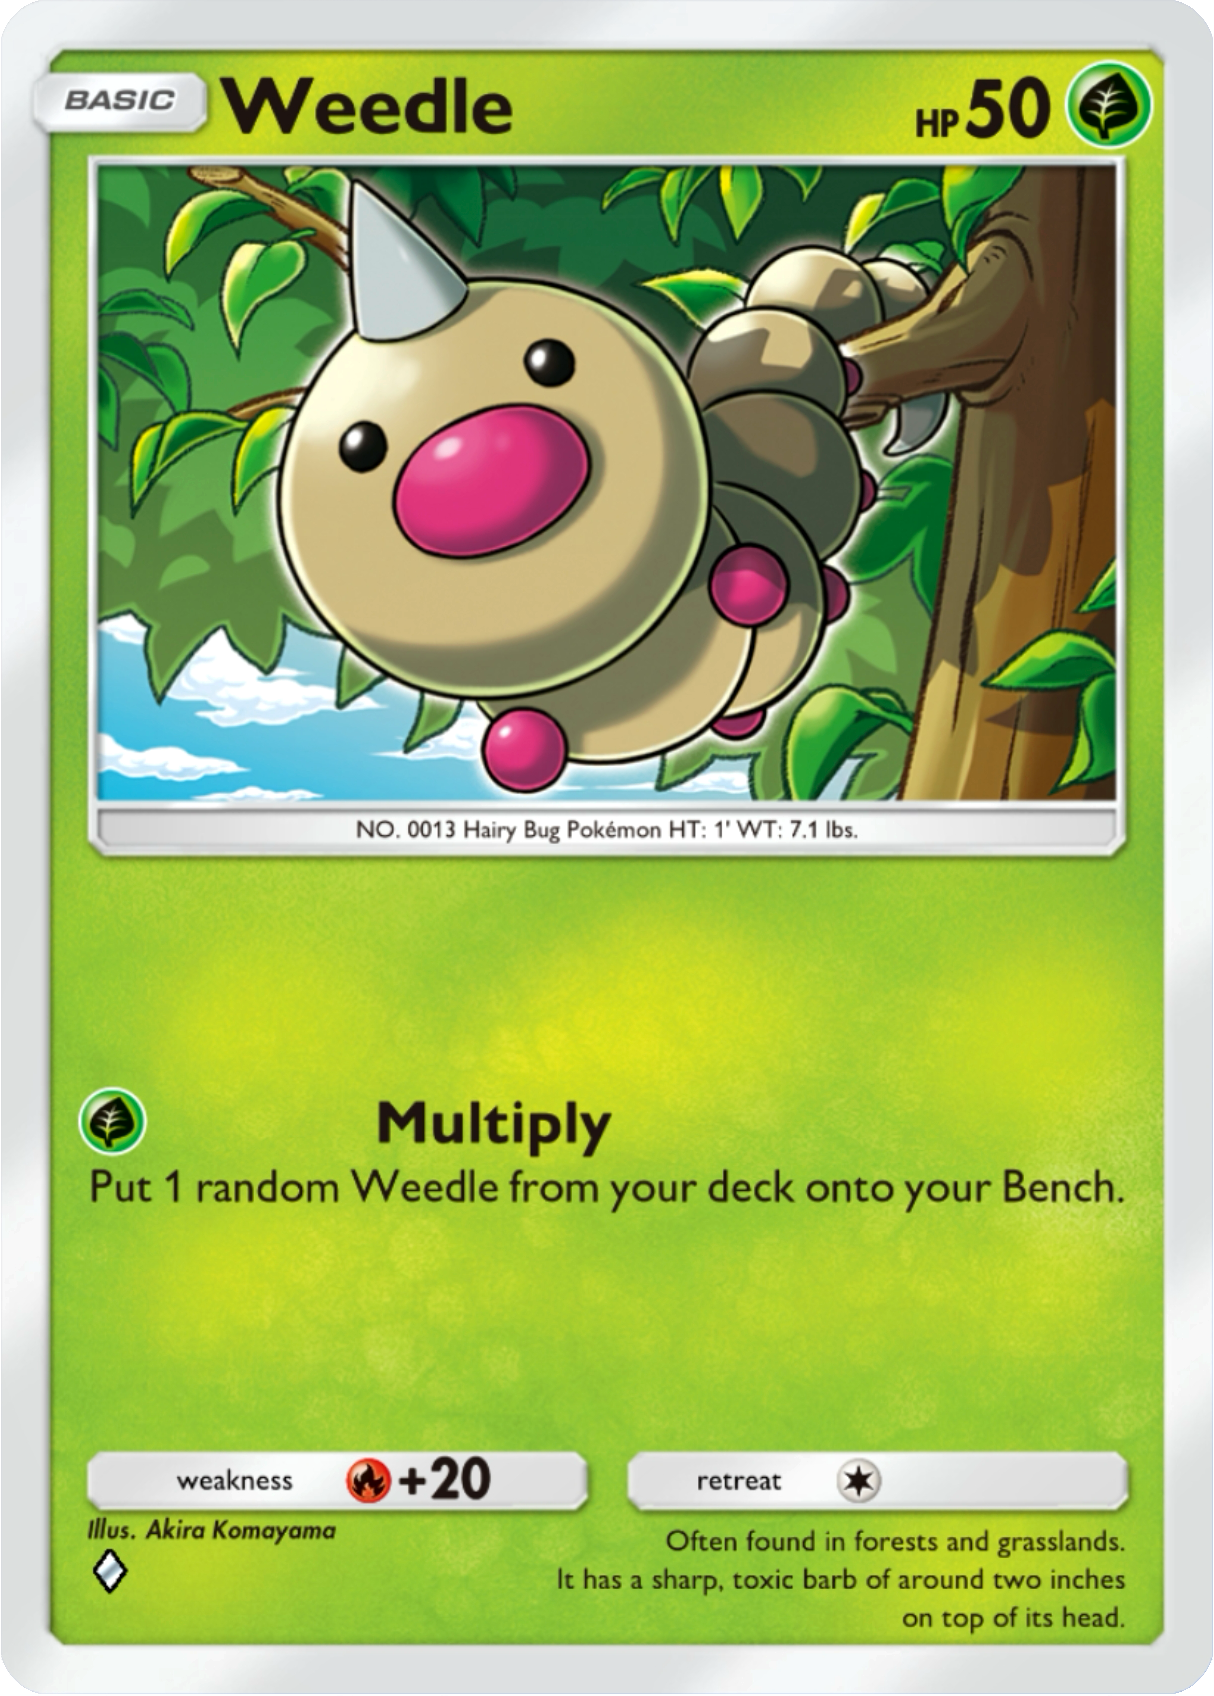 BASIC Weedle HP 50
NO. 0013 Hairy Bug Pokémon HT: 1' WT: 7.1 lbs.
Multiply
Put 1 random Weedle from your deck onto your Bench.
weakness +20 retreat
Illus. Akira Komayama
Often found in forests and grasslands.
It has a sharp, toxic barb of around two inches
on top of its head.